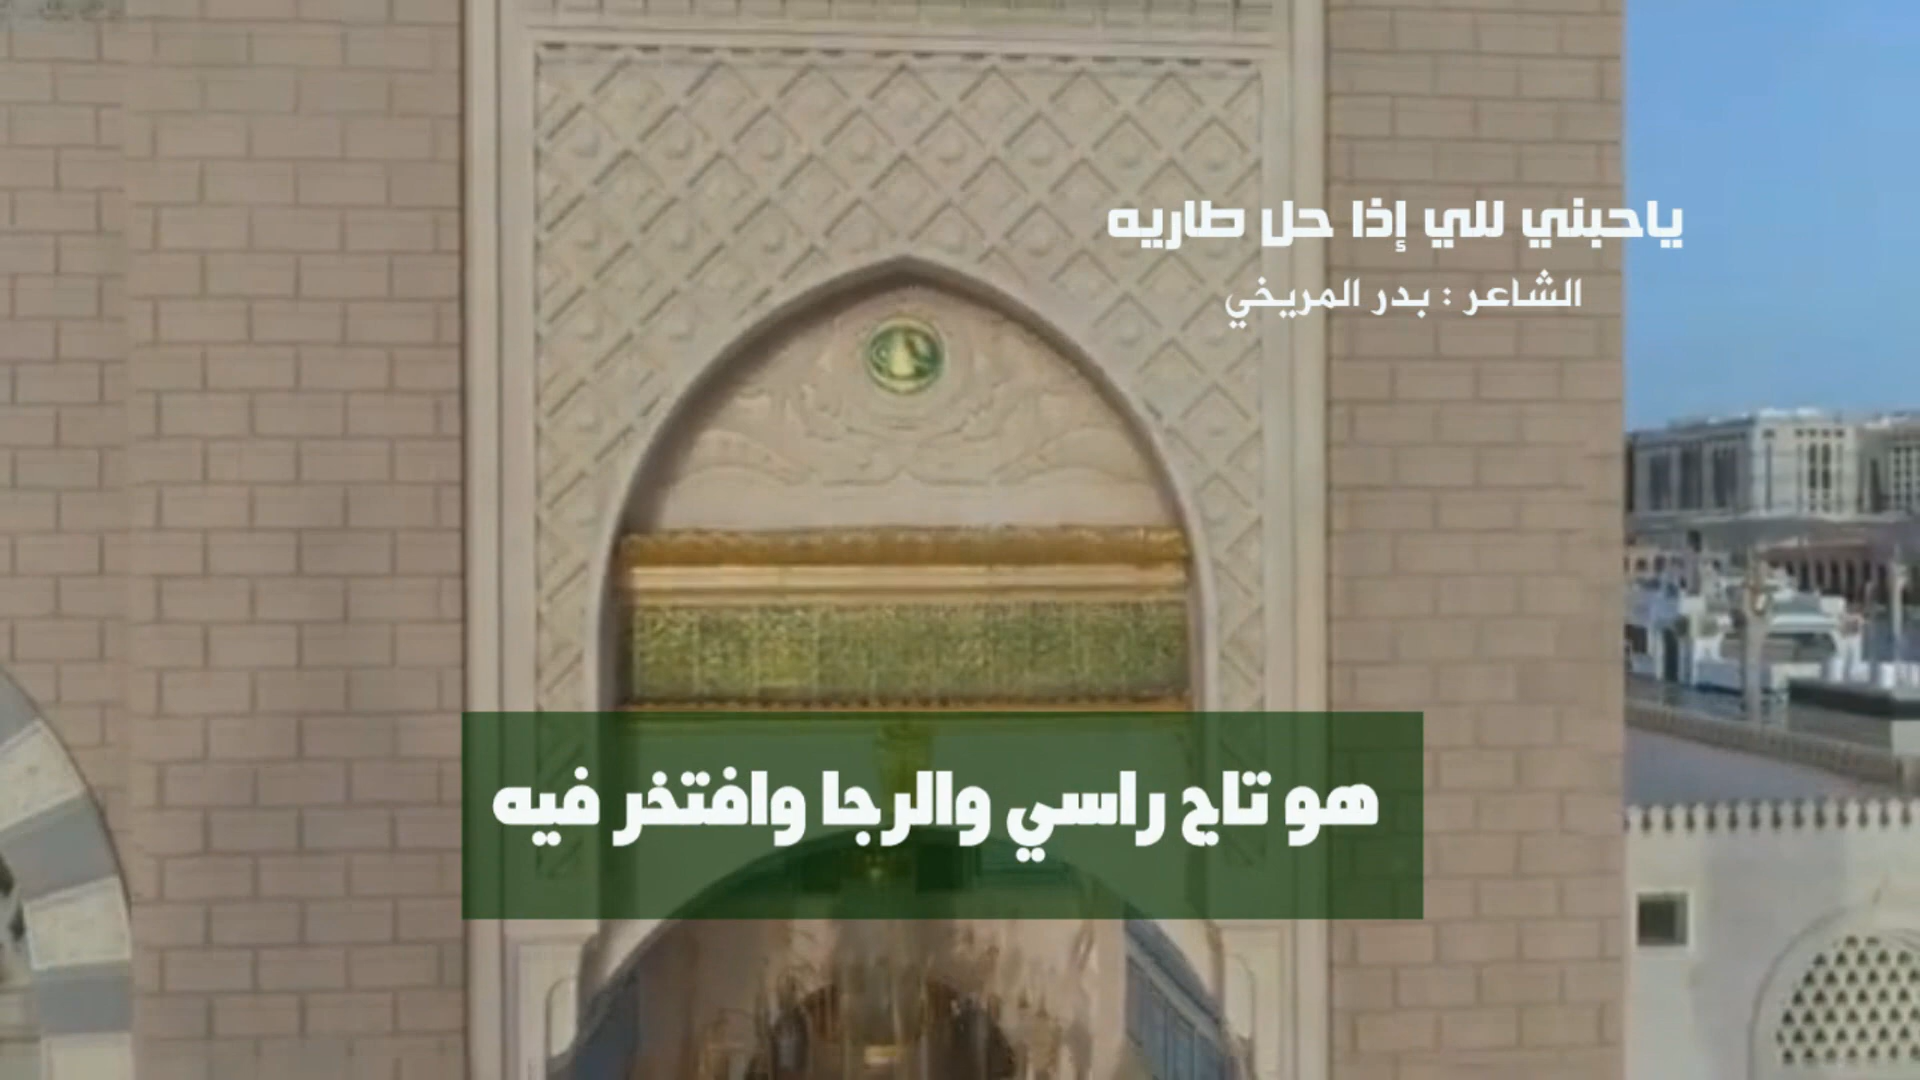 ياحبني للي إذا حل طاريه
الشاعر : بدر المريخي
هو تاج راسي والرجا وافتخر فيه